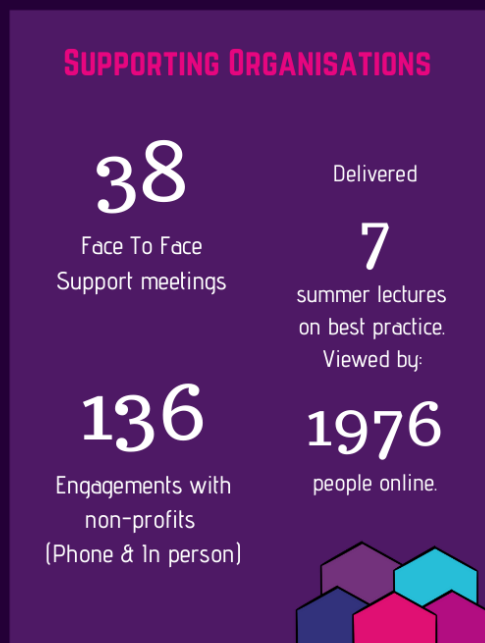 Supporting Organisations
38
Face To Face
Support meetings
136
Engagements with
non-profits
(Phone & In person)
Delivered
7
summer lectures
on best practice.
Viewed by:
1976
people online.